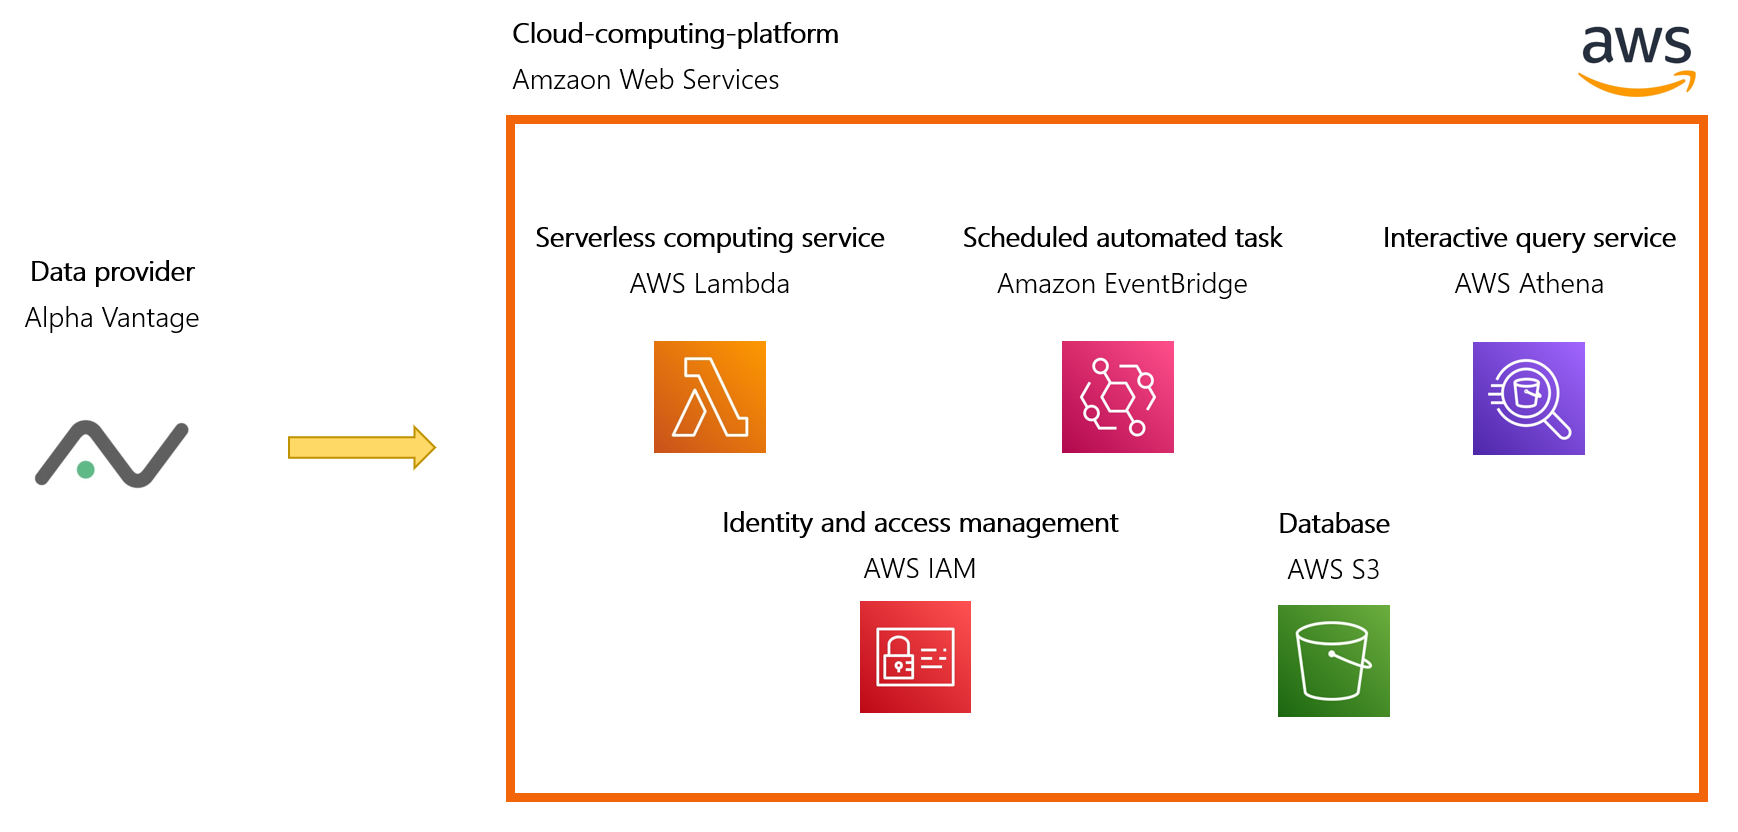 Cloud-computing-platform
Amzaon Web Services
aws
Data provider
Alpha Vantage
Serverless computing service
AWS Lambda
Scheduled automated task
Amazon EventBridge
Interactive query service
AWS Athena
Identity and access management
AWS IAM
Database
AWS S3